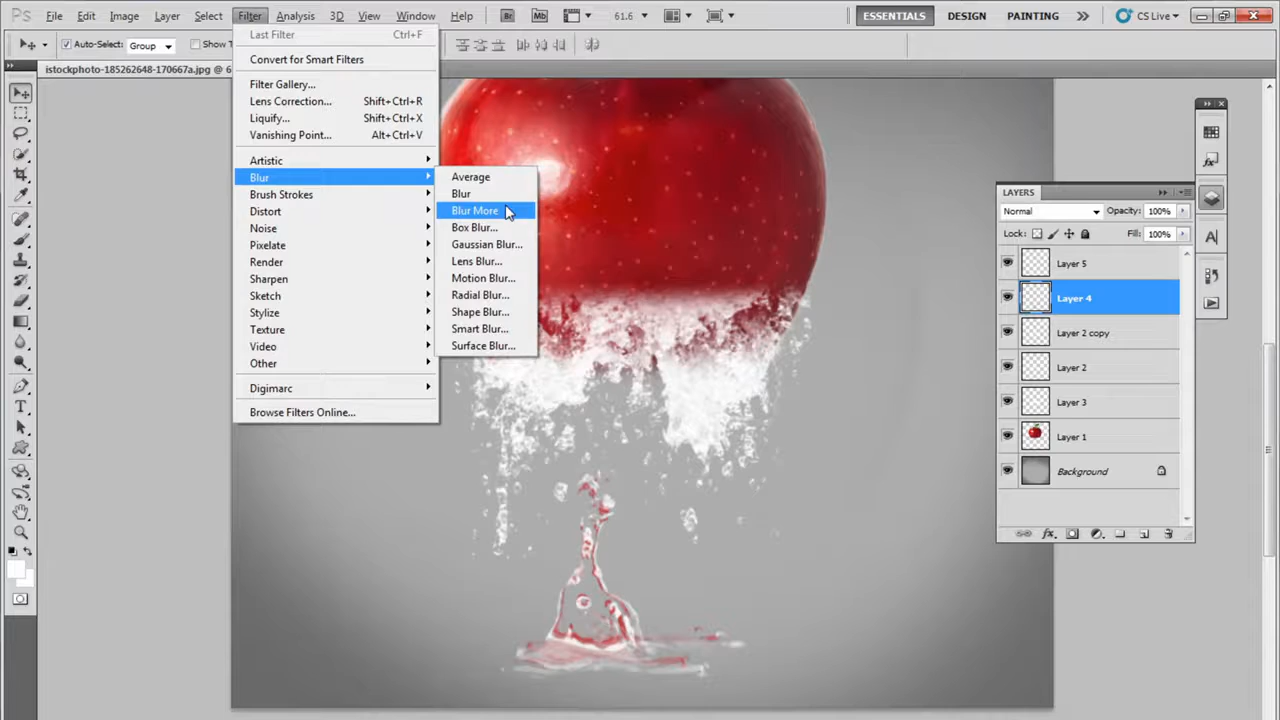 Ps File Edit Image Layer Select Filter Analysis 3D View Window Help Br Mb 61.6 ESSENTIALS DESIGN PAINTING CS Live
Auto-Select: Group Show T
istockphoto-185262648-170667a.jpg @ 6
Last Filter Ctrl+F
Convert for Smart Filters
Filter Gallery...
Lens Correction... Shift+Ctrl+R
Liquify... Shift+Ctrl+X
Vanishing Point... Alt+Ctrl+V
Artistic
Blur
Brush Strokes
Distort
Noise
Pixelate
Render
Sharpen
Sketch
Stylize
Texture
Video
Other
Digimarc
Browse Filters Online...
Average
Blur
Blur More
Box Blur...
Gaussian Blur...
Lens Blur...
Motion Blur...
Radial Blur...
Shape Blur...
Smart Blur...
Surface Blur...
LAYERS
Normal Opacity: 100%
Lock: Fill: 100%
Layer 5
Layer 4
Layer 2 copy
Layer 2
Layer 3
Layer 1
Background